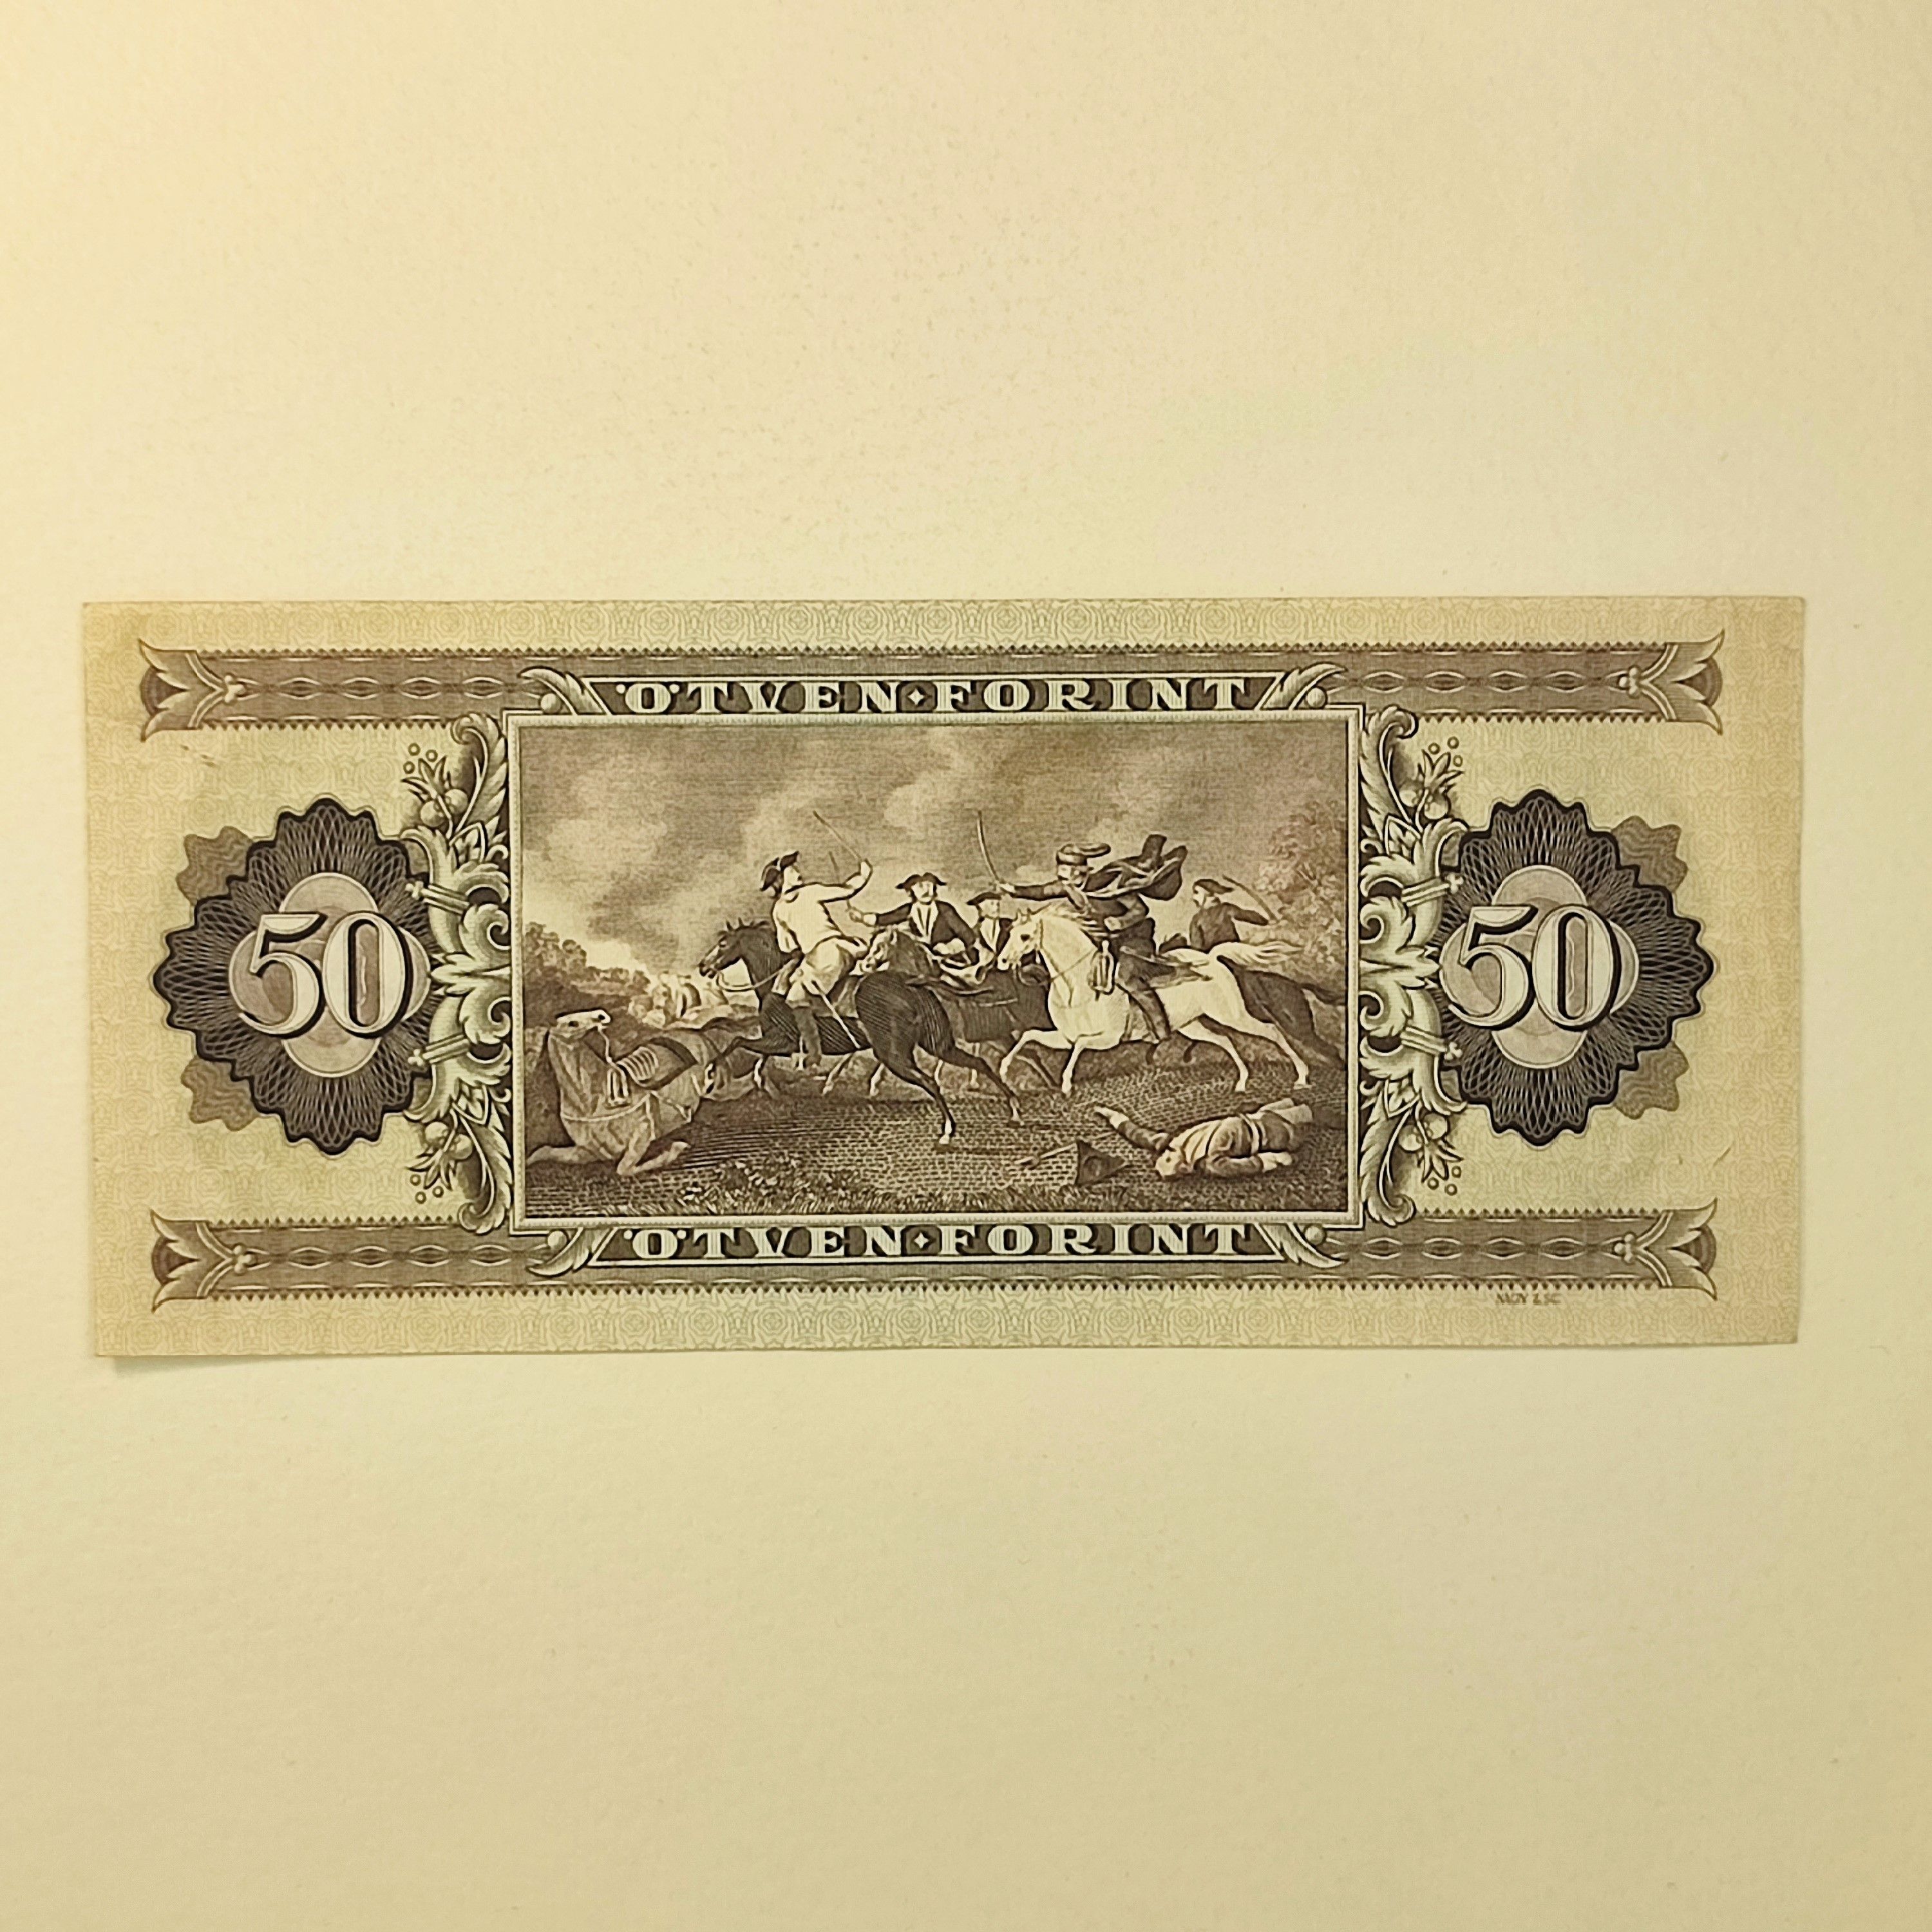 ÖTVEN FORINT
50
50
ÖTVEN FORINT
NAGY Z. SC.